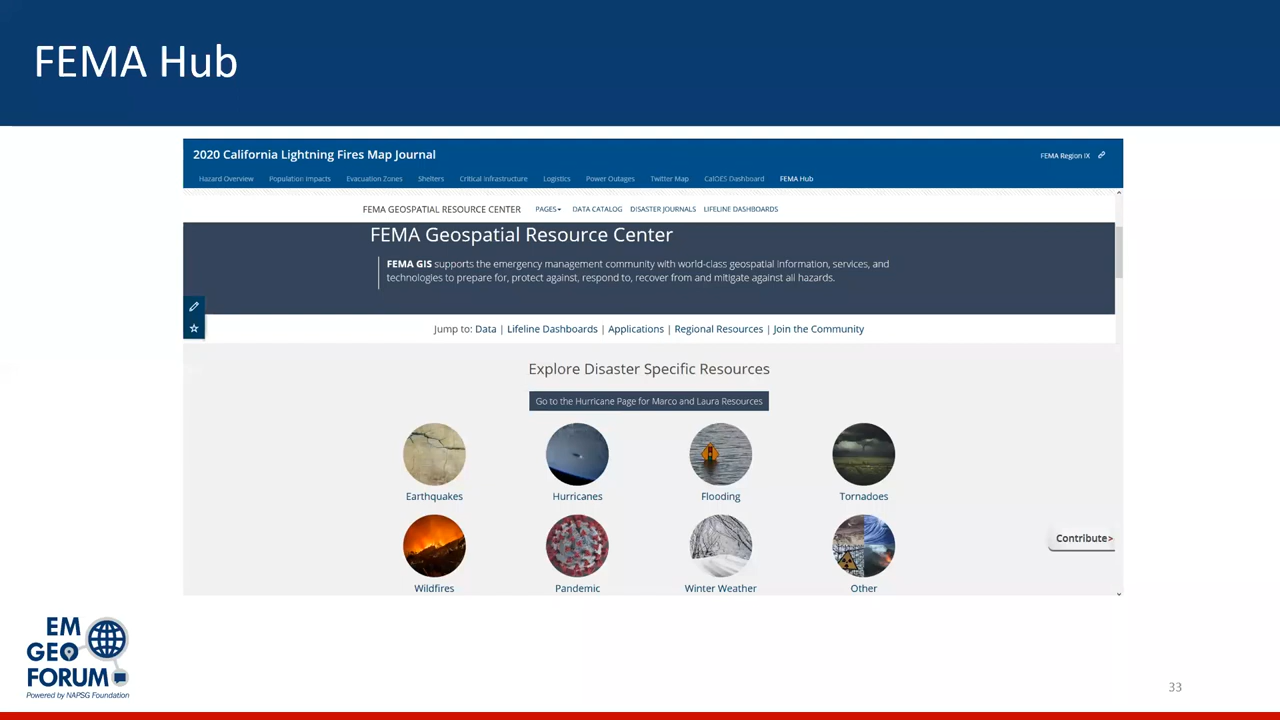 FEMA Hub
2020 California Lightning Fires Map Journal
FEMA Region IX
Hazard Overview Population Impacts Evacuation Zones Shelters Critical Infrastructure Logistics Power Outages Twitter Map CalOES Dashboard FEMA Hub
FEMA GEOSPATIAL RESOURCE CENTER PAGES DATA CATALOG DISASTER JOURNALS LIFELINE DASHBOARDS
FEMA Geospatial Resource Center
FEMA GIS supports the emergency management community with world-class geospatial information, services, and
technologies to prepare for, protect against, respond to, recover from and mitigate against all hazards.
Jump to: Data | Lifeline Dashboards | Applications | Regional Resources | Join the Community
Explore Disaster Specific Resources
Go to the Hurricane Page for Marco and Laura Resources
Earthquakes Hurricanes Flooding Tornadoes
Contribute>
Wildfires Pandemic Winter Weather Other
EM
GEO
FORUM
Powered by NAPSG Foundation
33